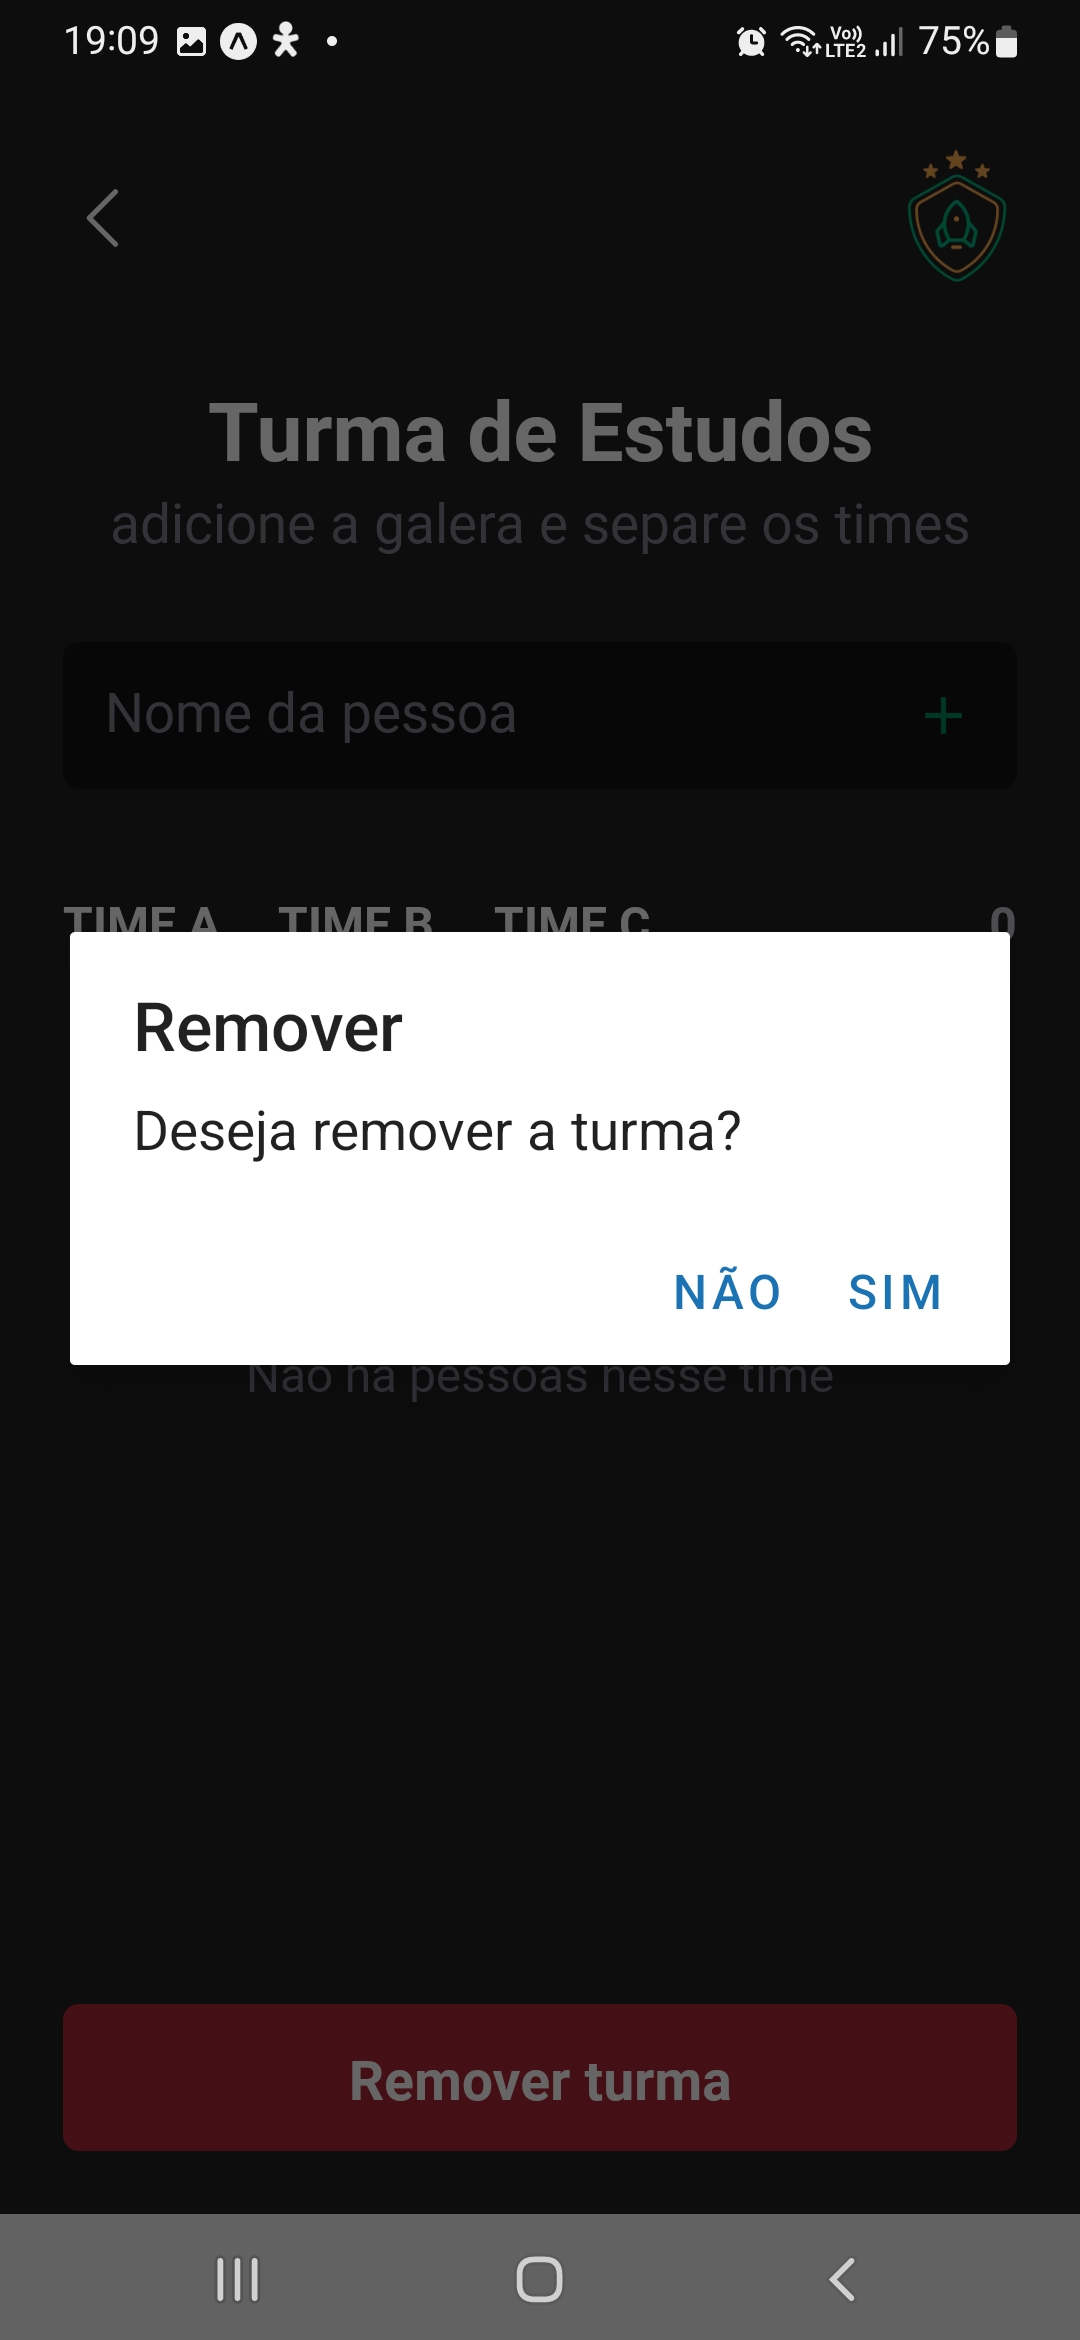 19:09
Vo))
LTE2
75%
Turma de Estudos
adicione a galera e separe os times
Nome da pessoa
+
TIME A TIME B TIME C 0
Remover
Deseja remover a turma?
NÃO SIM
Não há pessoas nesse time
Remover turma